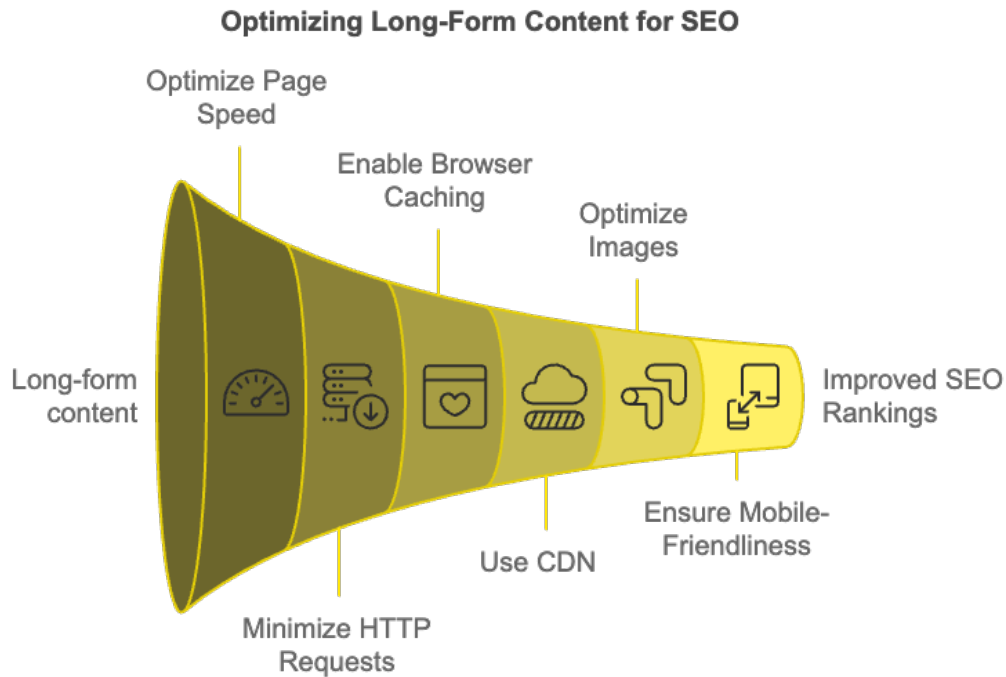 Optimizing Long-Form Content for SEO
Optimize Page
Speed
Enable Browser
Caching
Optimize
Images
Long-form
content
Improved SEO
Rankings
Ensure Mobile-
Friendliness
Use CDN
Minimize HTTP
Requests